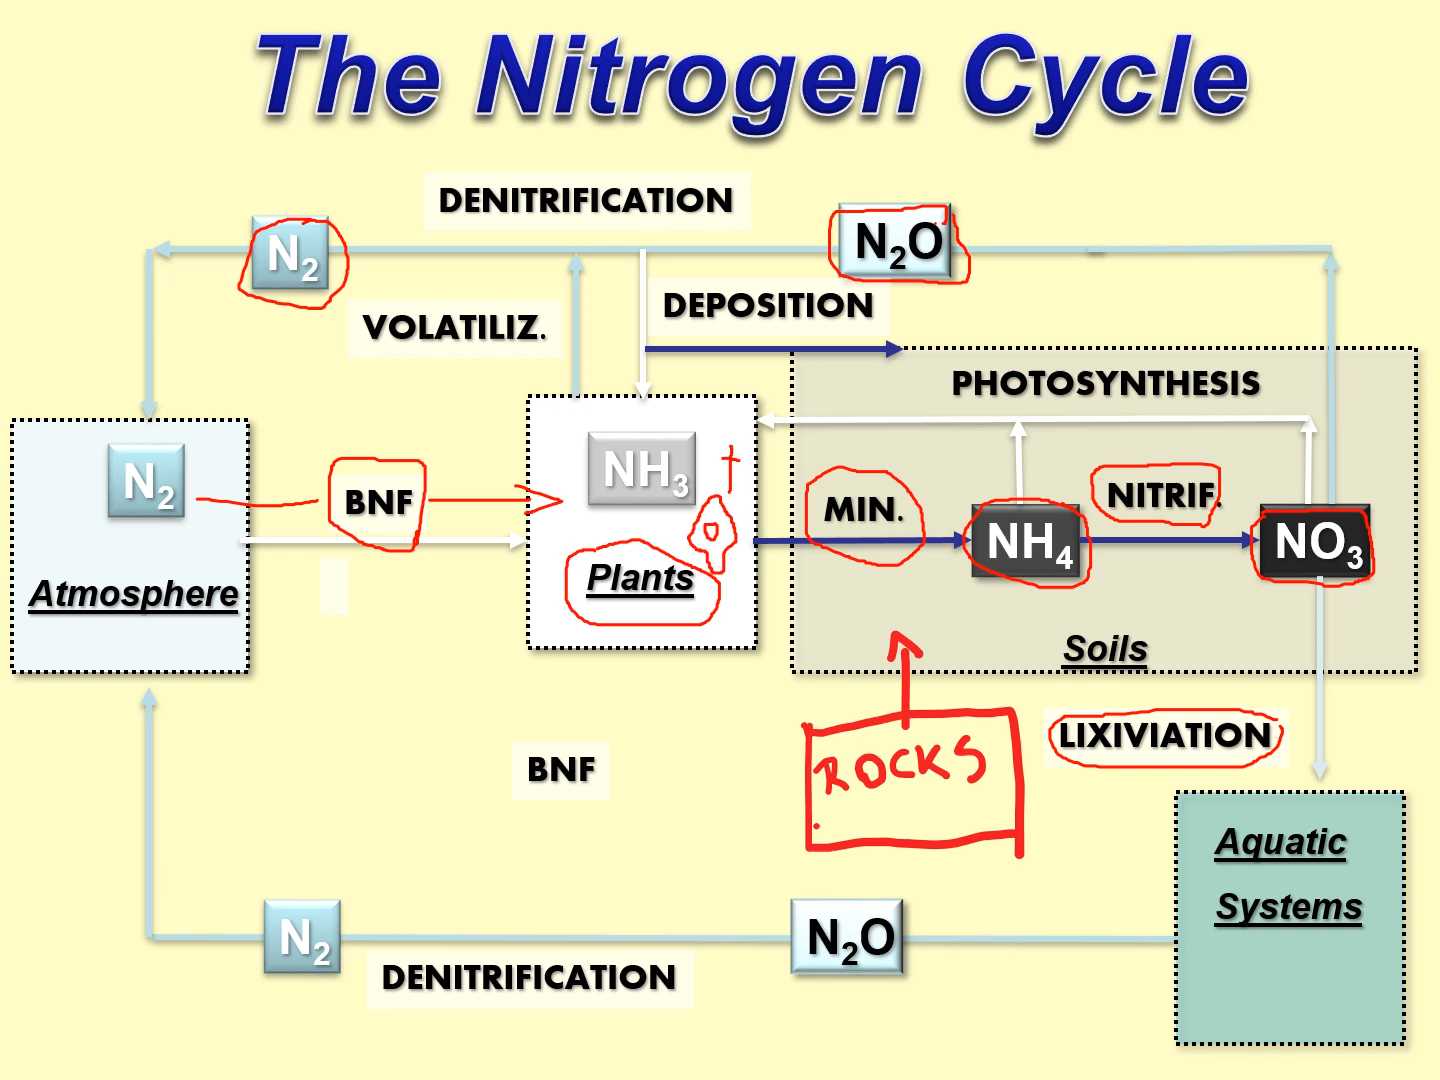 The Nitrogen Cycle
DENITRIFICATION
N2
N2O
DEPOSITION
VOLATILIZ.
PHOTOSYNTHESIS
N2
BNF
NH3
MIN.
NH4
NITRIF.
NO3
Atmosphere
Plants
Soils
ROCKS
LIXIVIATION
BNF
Aquatic
Systems
N2
N2O
DENITRIFICATION